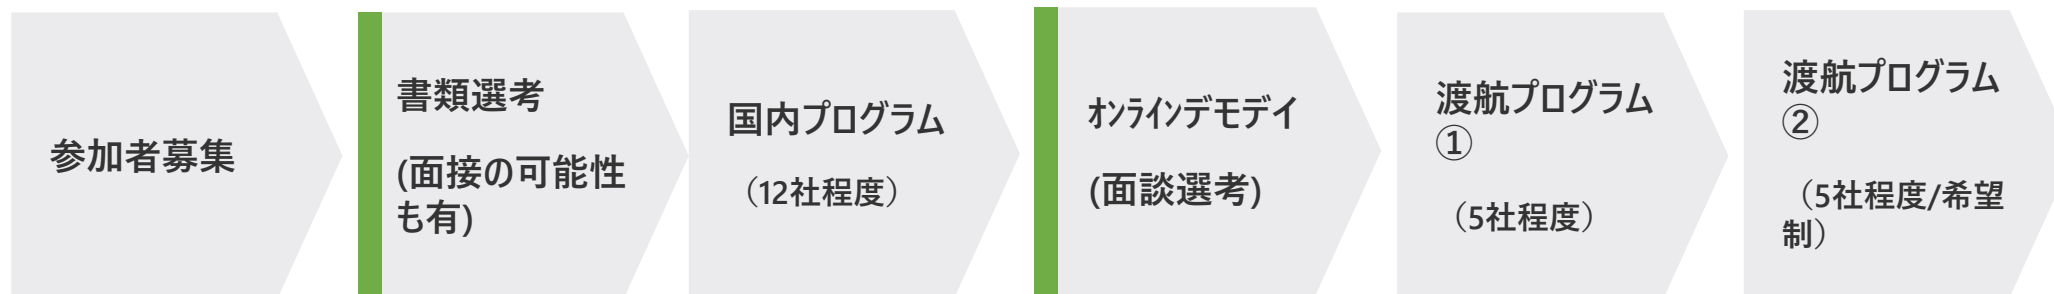 参加者募集
書類選考
(面接の可能性
も有)
国内プログラム
（12社程度）
オンラインデモデイ
(面談選考)
渡航プログラム
①
（5社程度）
渡航プログラム
②
（5社程度/希望
制）